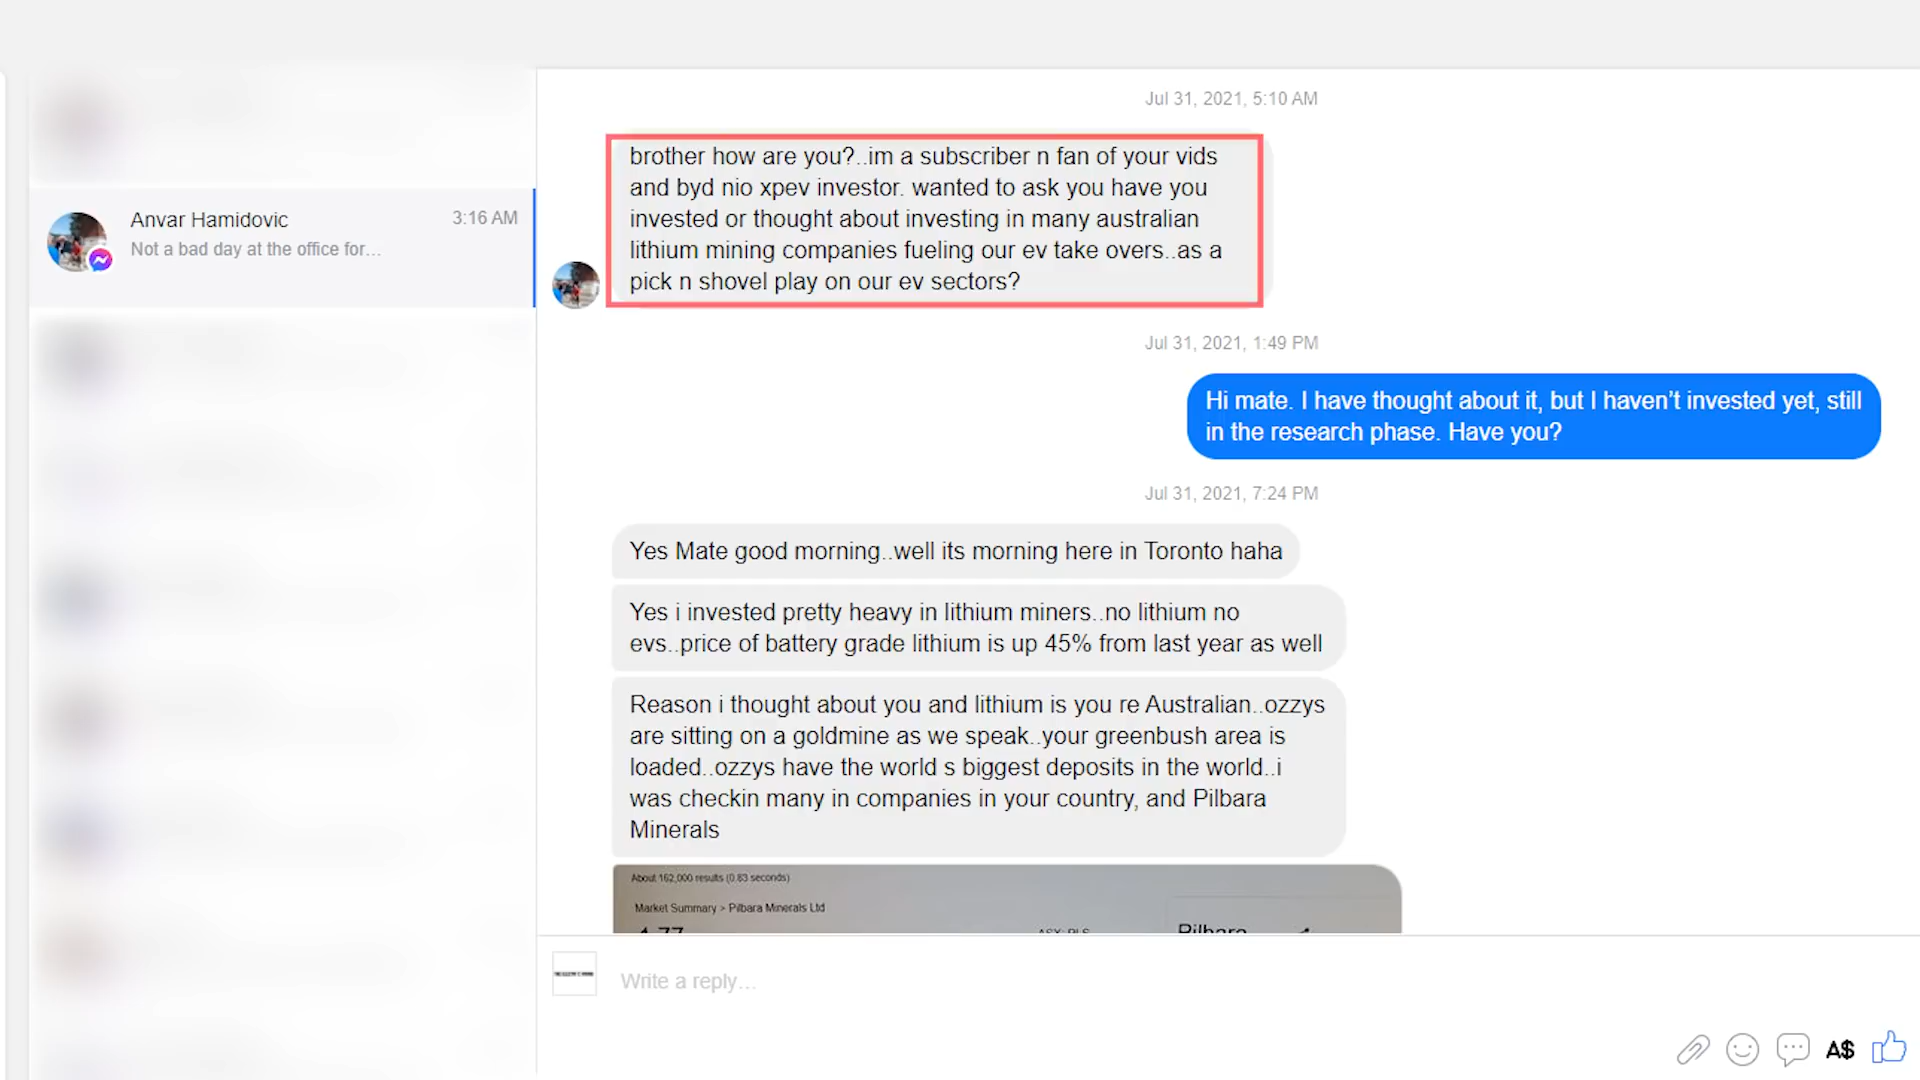 Jul 31, 2021, 5:10 AM
brother how are you?..im a subscriber n fan of your vids
and byd nio xpev investor. wanted to ask you have you
invested or thought about investing in many australian
lithium mining companies fueling our ev take overs..as a
pick n shovel play on our ev sectors?
Anvar Hamidovic
3:16 AM
Not a bad day at the office for...
Jul 31, 2021, 1:49 PM
Hi mate. I have thought about it, but I haven't invested yet, still
in the research phase. Have you?
Jul 31, 2021, 7:24 PM
Yes Mate good morning..well its morning here in Toronto haha
Yes i invested pretty heavy in lithium miners..no lithium no
evs..price of battery grade lithium is up 45% from last year as well
Reason i thought about you and lithium is you re Australian..ozzys
are sitting on a goldmine as we speak..your greenbush area is
loaded..ozzys have the world s biggest deposits in the world..i
was checkin many in companies in your country, and Pilbara
Minerals
About 162,000 results (0.83 seconds)
Market Summary > Pilbara Minerals Ltd
Pilbara
Write a reply...
A$